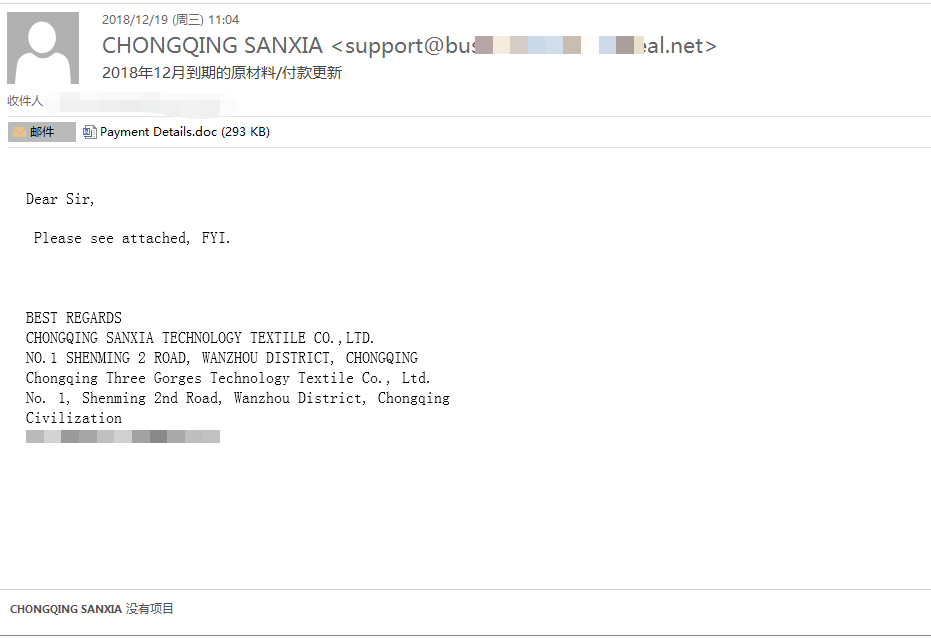 2018/12/19 (周三) 11:04
CHONGQING SANXIA <support@bus eal.net>
2018年12月到期的原材料/付款更新
收件人
邮件 Payment Details.doc (293 KB)
Dear Sir,
Please see attached, FYI.
BEST REGARDS
CHONGQING SANXIA TECHNOLOGY TEXTILE CO.,LTD.
NO.1 SHENMING 2 ROAD, WANZHOU DISTRICT, CHONGQING
Chongqing Three Gorges Technology Textile Co., Ltd.
No. 1, Shenming 2nd Road, Wanzhou District, Chongqing
Civilization
CHONGQING SANXIA 没有项目